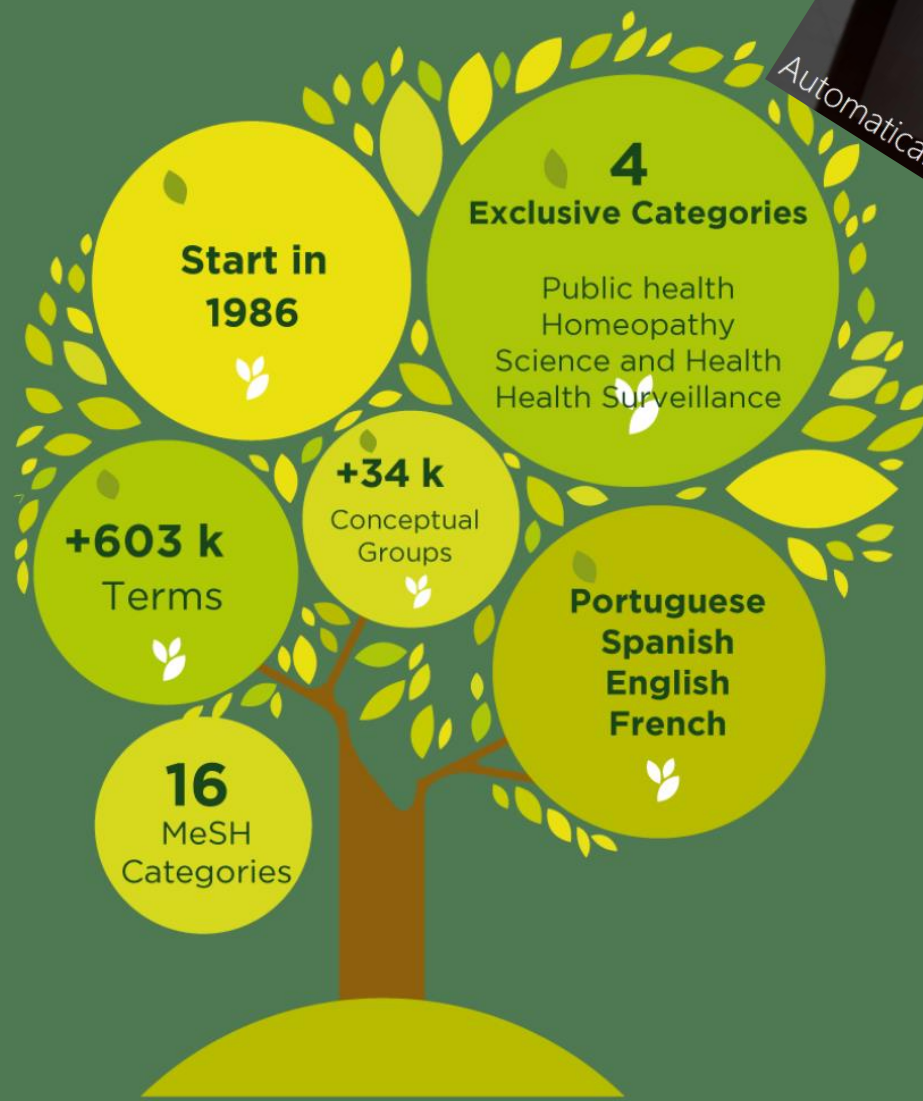 Start in
1986
4
Exclusive Categories
Public health
Homeopathy
Science and Health
Health Surveillance
+603 k
Terms
+34 k
Conceptual
Groups
Portuguese
Spanish
English
French
16
MeSH
Categories